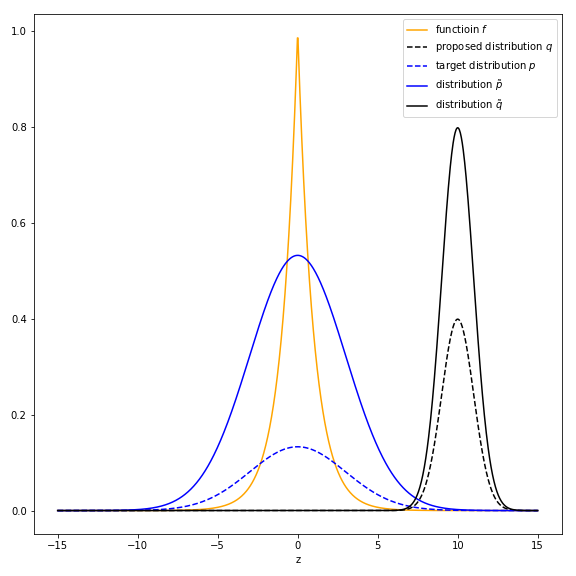 functioin f
proposed distribution q
target distribution p
distribution p̃
distribution q̃
1.0
0.8
0.6
0.4
0.2
0.0
−15 −10 −5 0 5 10 15
z